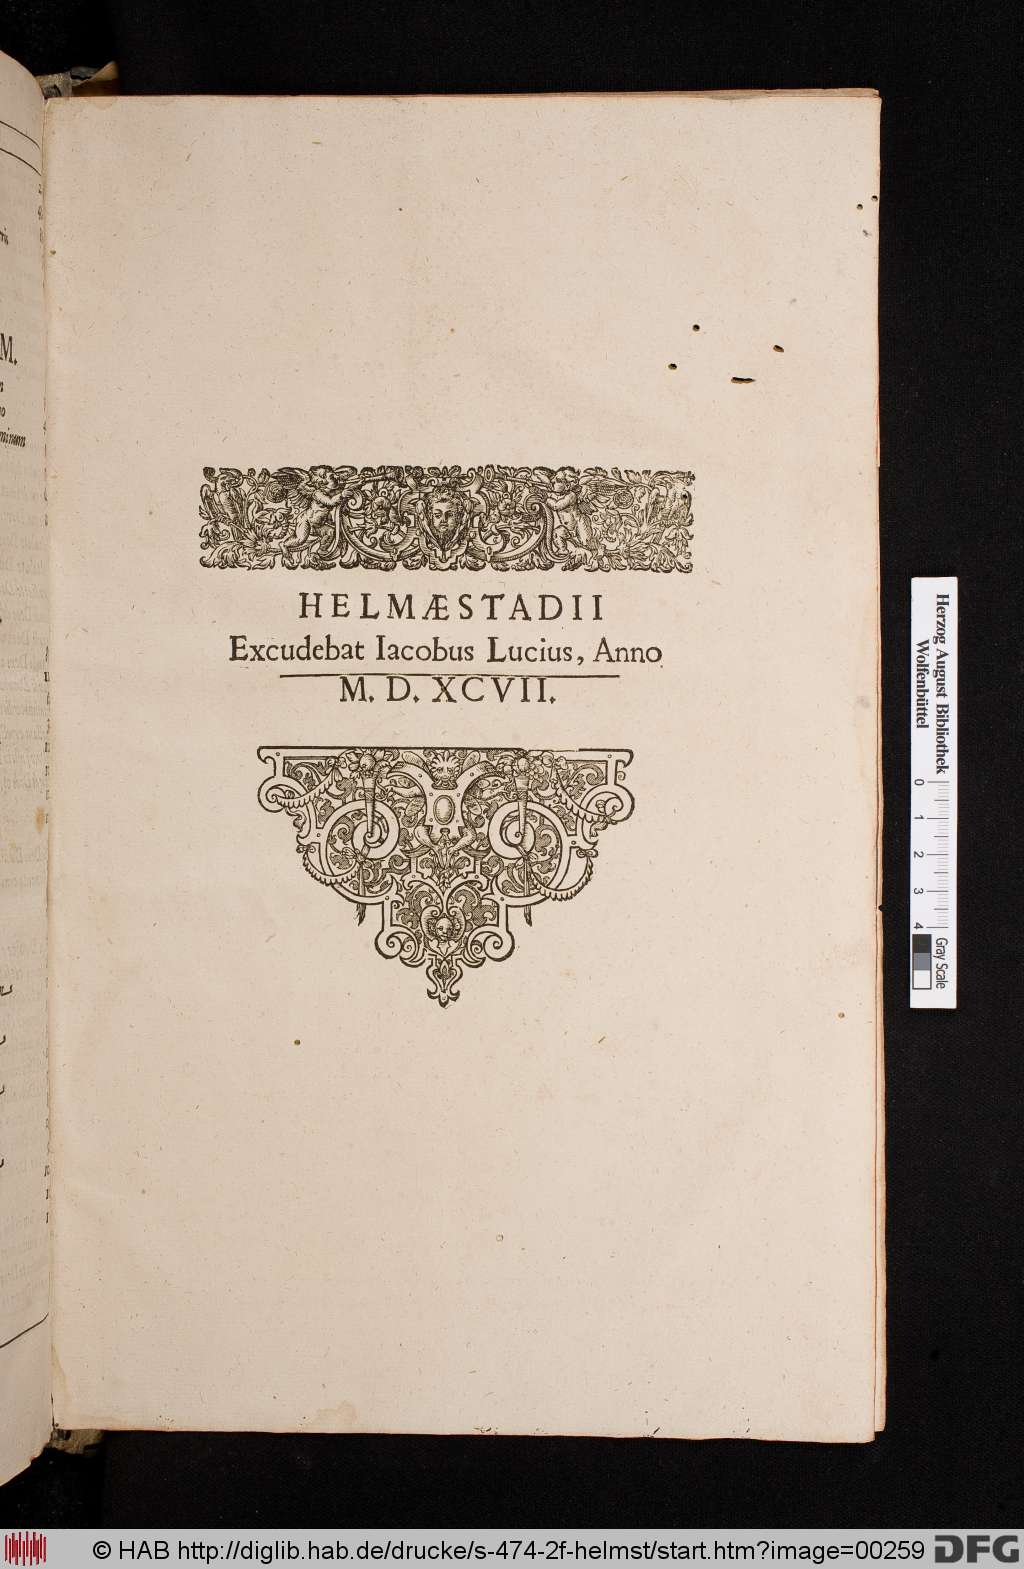 M.
minum
HELMÆSTADII
Excudebat Iacobus Lucius, Anno
M. D. XCVII.
Herzog August Bibliothek
Wolfenbüttel
0 1 2 3 4
Gray Scale
© HAB http://diglib.hab.de/drucke/s-474-2f-helmst/start.htm?image=00259
DFG